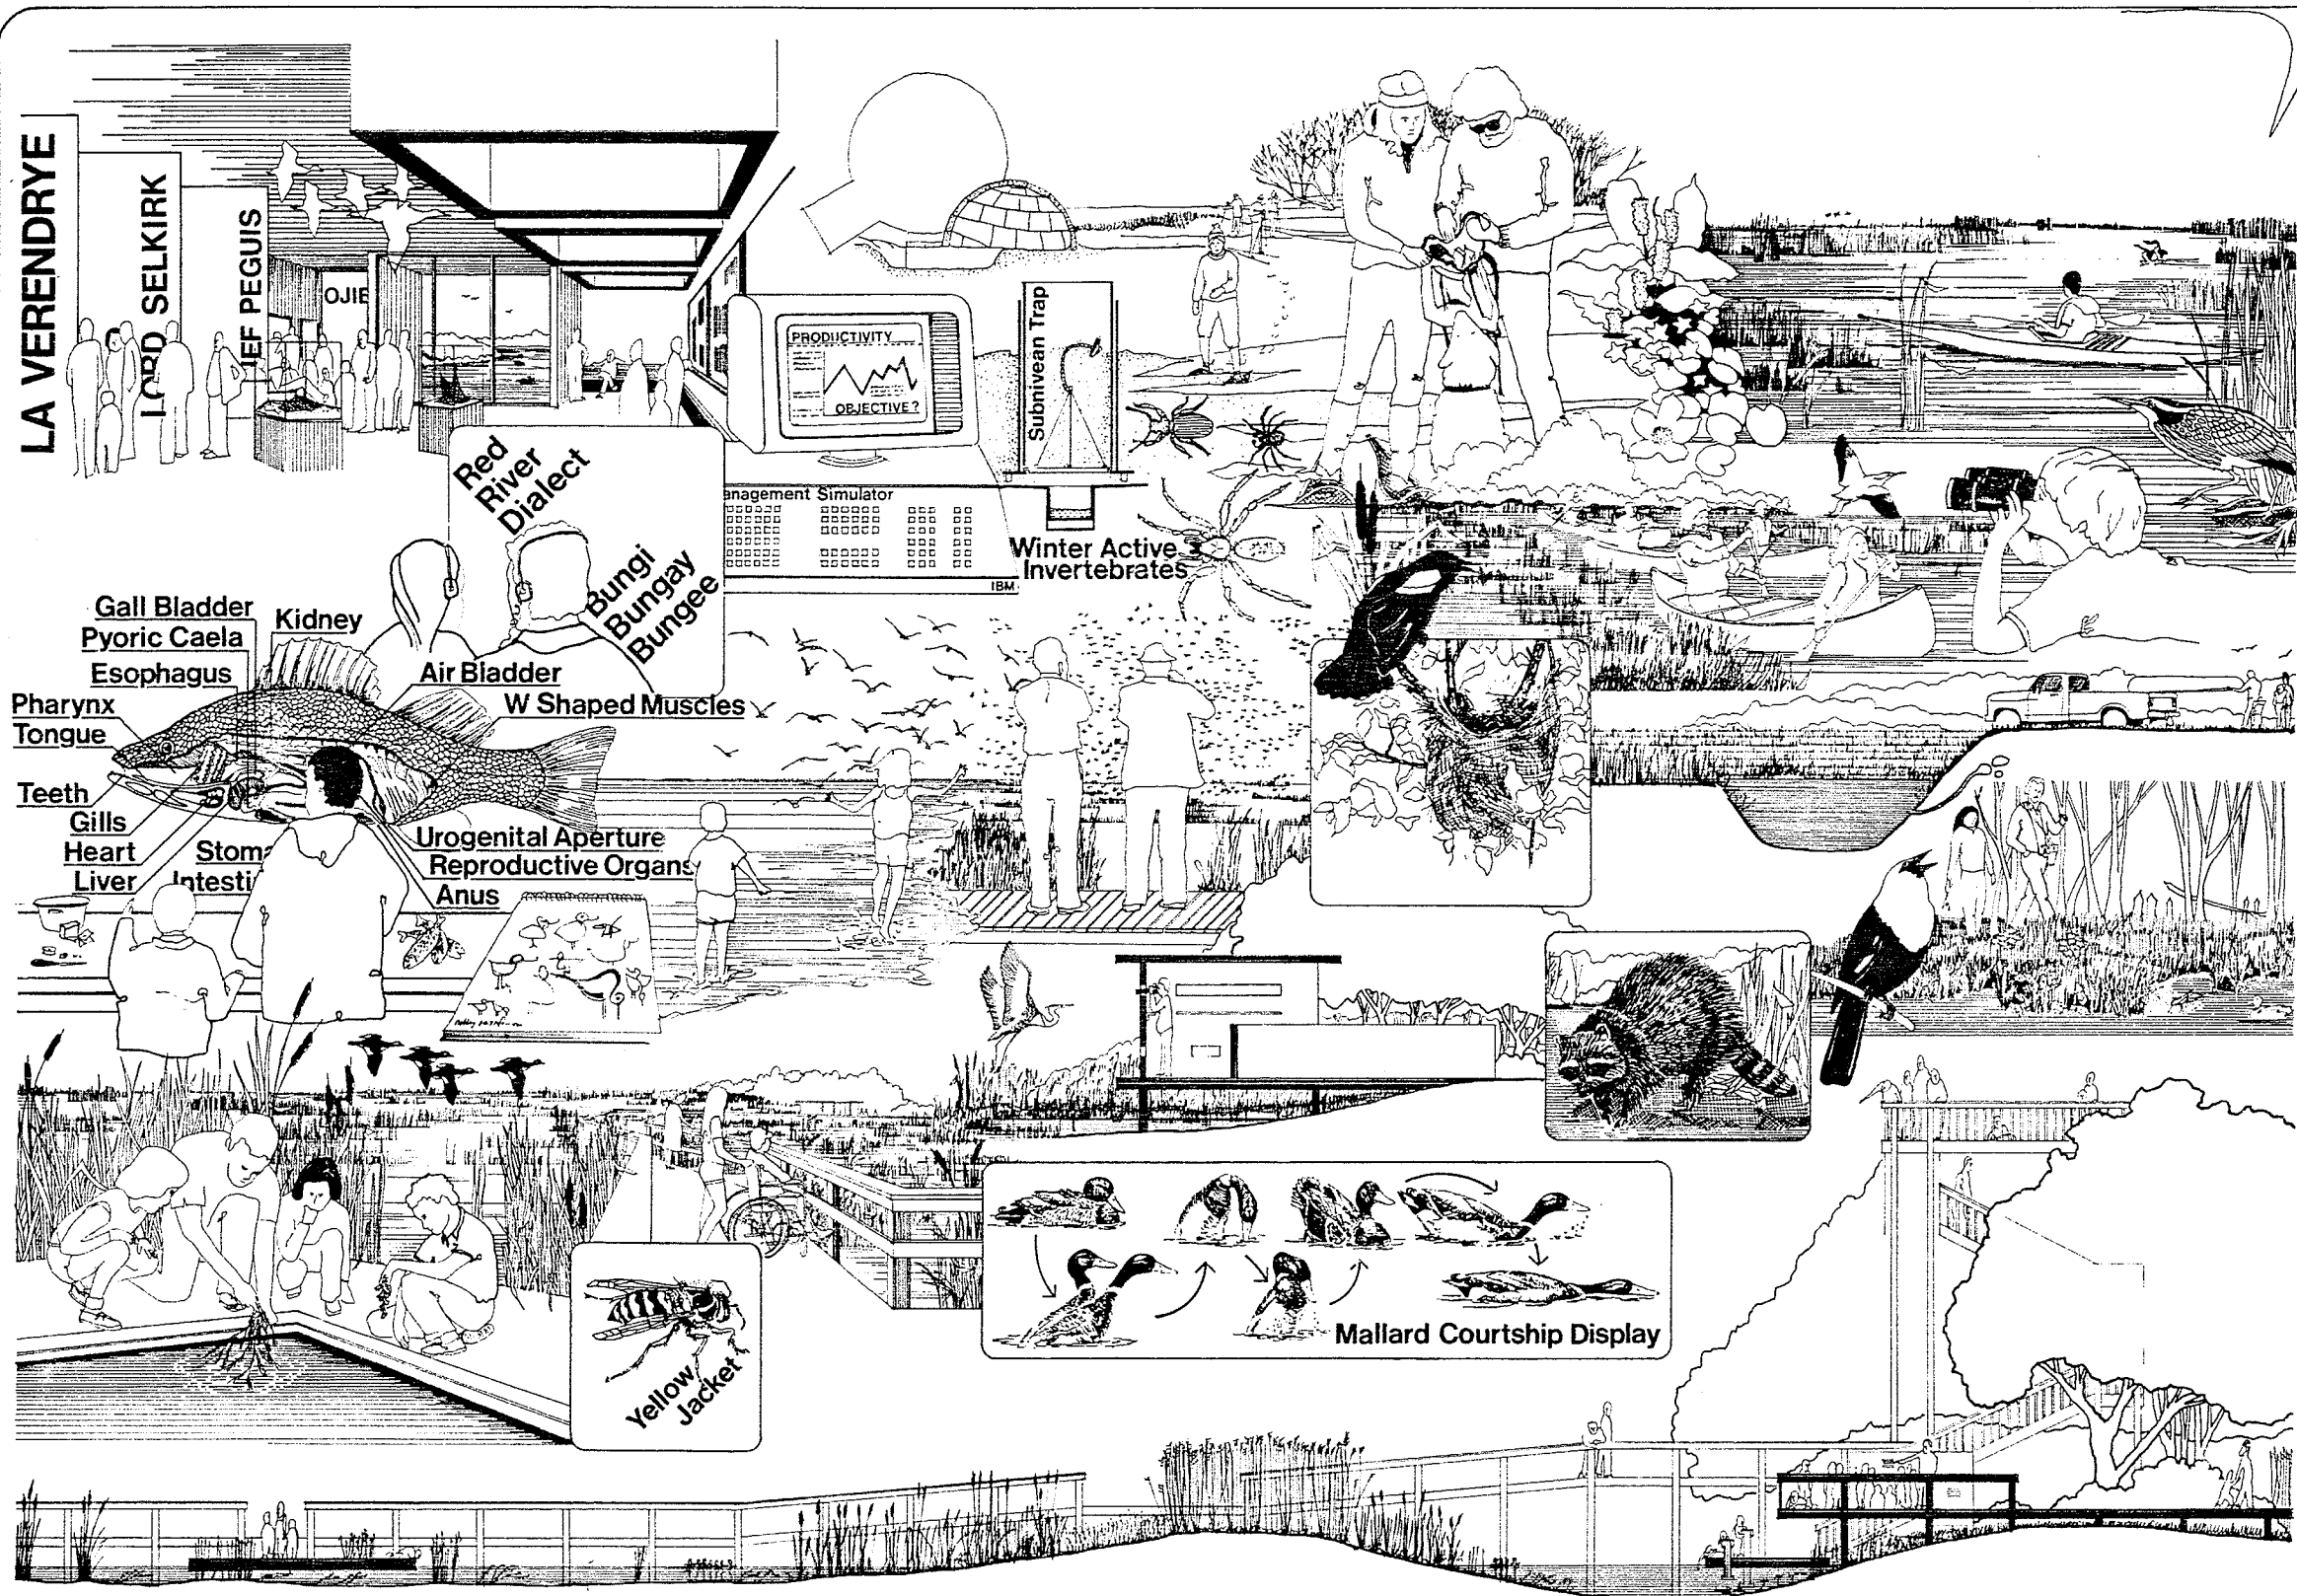 LA VERENDRYE
LORD SELKIRK
IEF PEGUIS
OJIB
PRODUCTIVITY
OBJECTIVE?
Subnivean Trap
anagement Simulator
IBM
Winter Active
Invertebrates
Red
River
Dialect
Bungi
Bungay
Bungee
Gall Bladder
Pyoric Caela
Esophagus
Pharynx
Tongue
Kidney
Air Bladder
W Shaped Muscles
Teeth
Gills
Heart
Liver
Stoma
Intesti
Urogenital Aperture
Reproductive Organs
Anus
Mallard Courtship Display
Yellow
Jacket